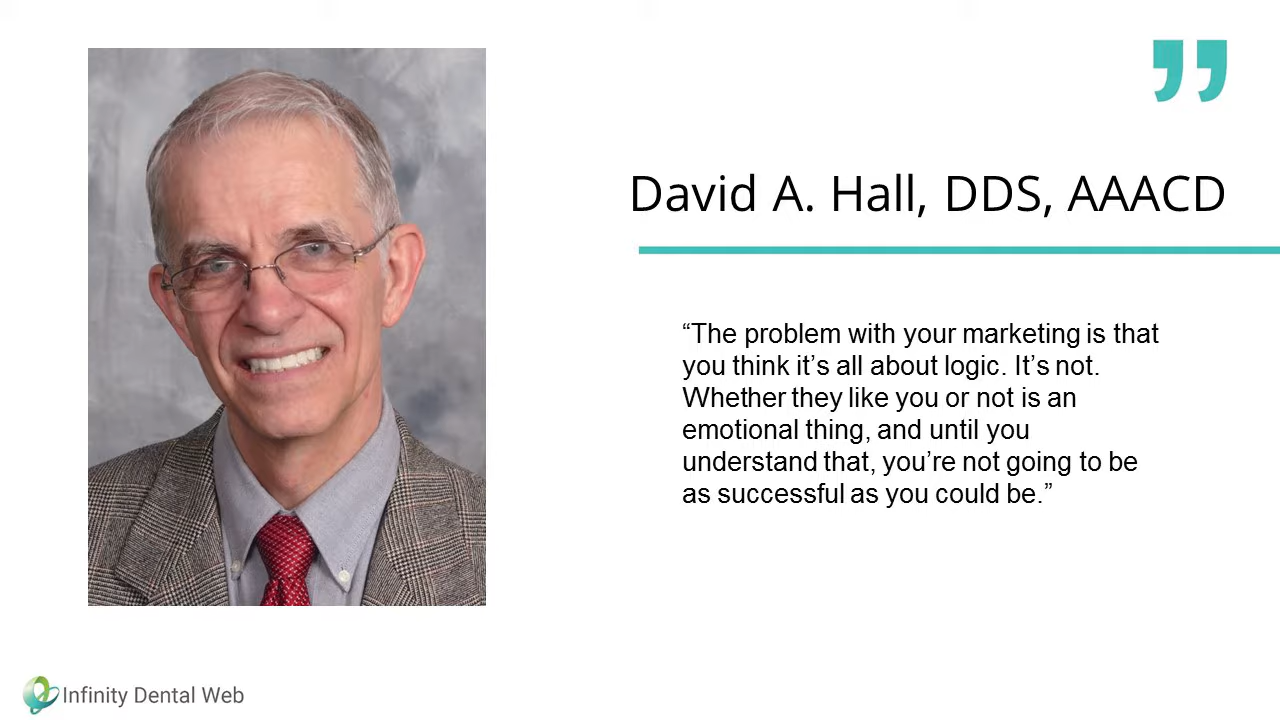 David A. Hall, DDS, AAACD
“The problem with your marketing is that
you think it’s all about logic. It’s not.
Whether they like you or not is an
emotional thing, and until you
understand that, you’re not going to be
as successful as you could be.”
Infinity Dental Web